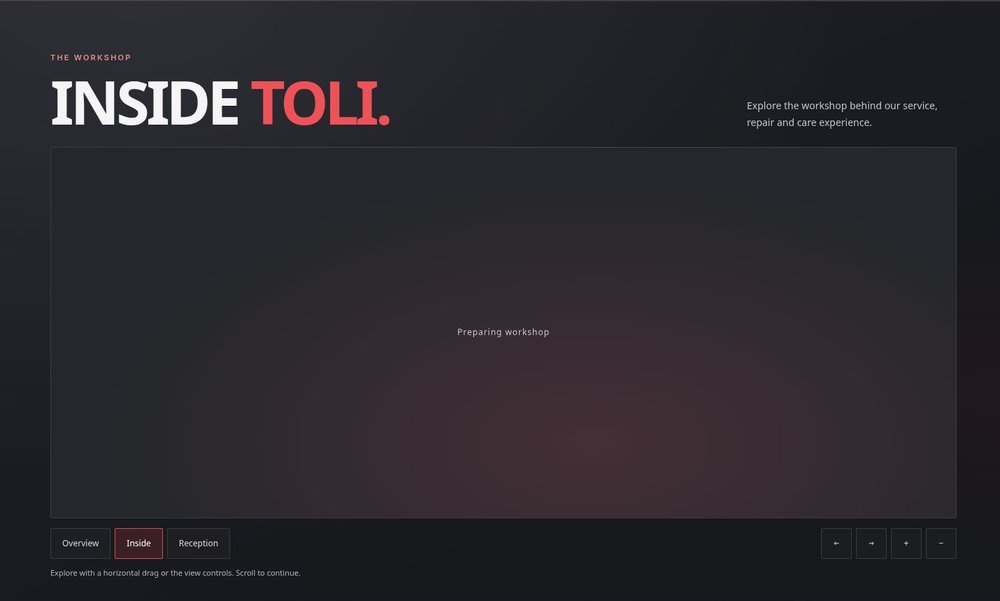 THE WORKSHOP
INSIDE TOLI.
Explore the workshop behind our service,
repair and care experience.
Preparing workshop
Overview
Inside
Reception
← → + −
Explore with a horizontal drag or the view controls. Scroll to continue.